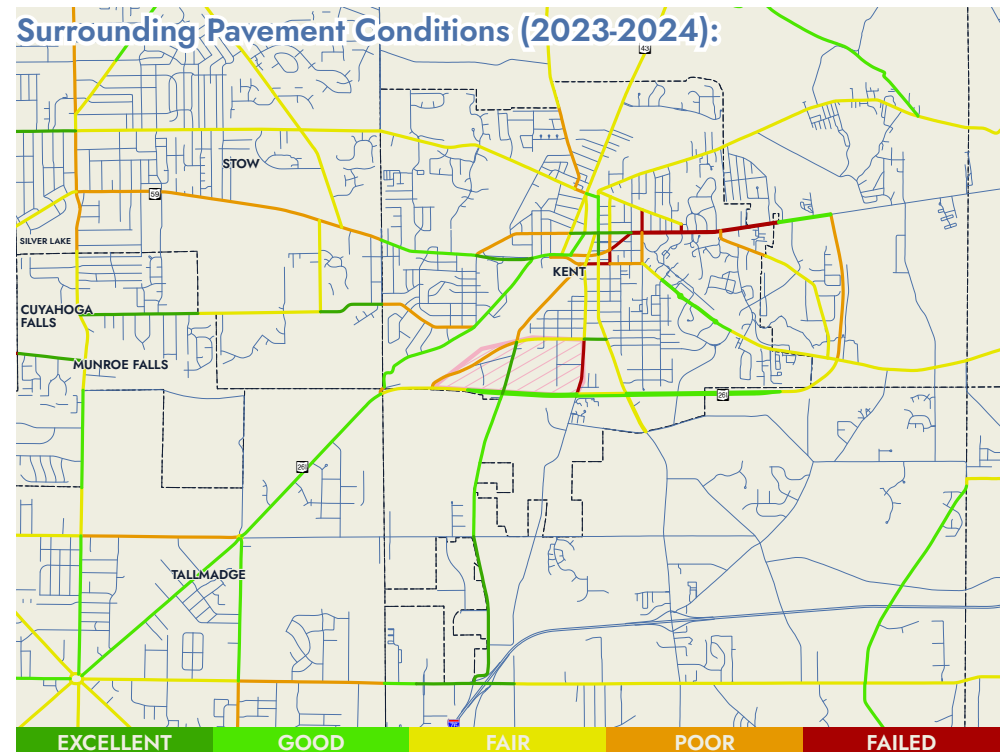 Surrounding Pavement Conditions (2023-2024):
43
STOW
59
SILVER LAKE
KENT
CUYAHOGA
FALLS
MUNROE FALLS
261
261
TALLMADGE
76
EXCELLENT GOOD FAIR POOR FAILED